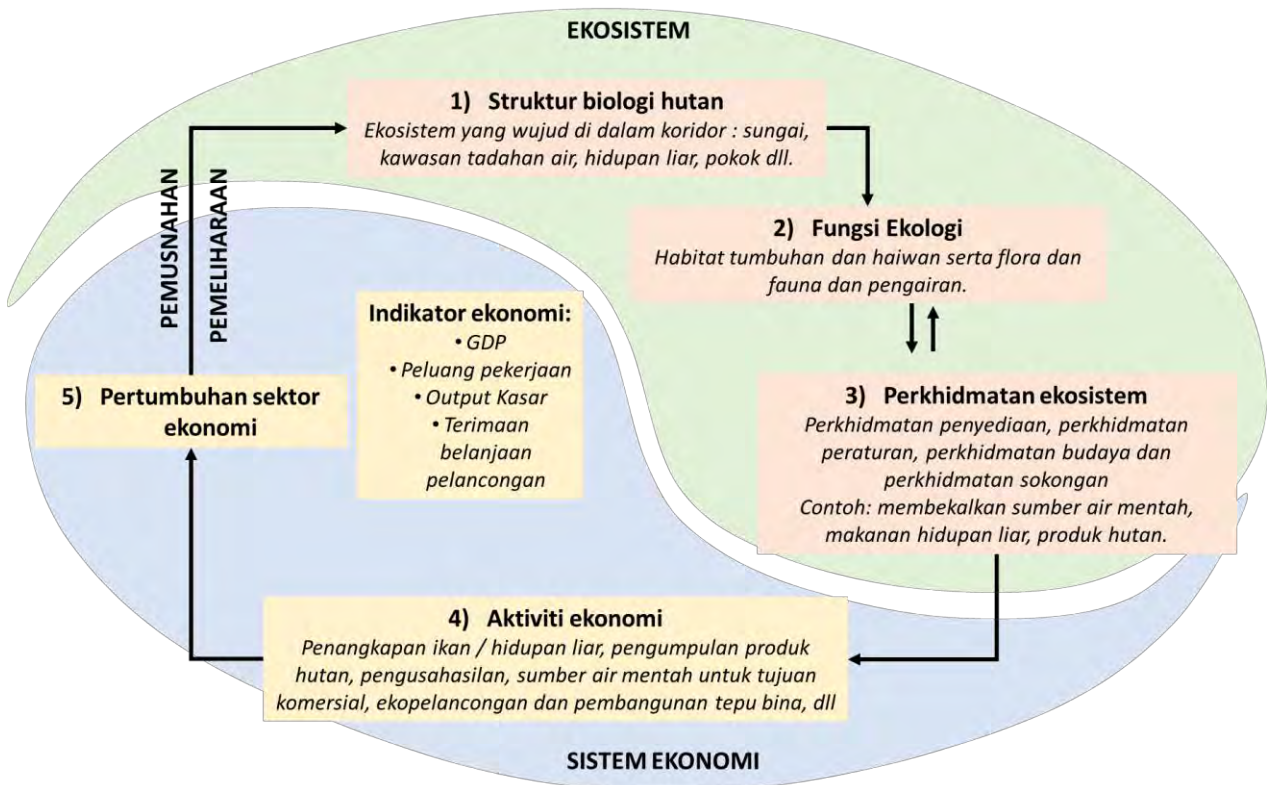 EKOSISTEM
1) Struktur biologi hutan
Ekosistem yang wujud di dalam koridor : sungai,
kawasan tadahan air, hidupan liar, pokok dll.
2) Fungsi Ekologi
Habitat tumbuhan dan haiwan serta flora dan
fauna dan pengairan.
3) Perkhidmatan ekosistem
Perkhidmatan penyediaan, perkhidmatan
peraturan, perkhidmatan budaya dan
perkhidmatan sokongan
Contoh: membekalkan sumber air mentah,
makanan hidupan liar, produk hutan.
4) Aktiviti ekonomi
Penangkapan ikan / hidupan liar, pengumpulan produk
hutan, pengusahasilan, sumber air mentah untuk tujuan
komersial, ekopelancongan dan pembangunan tepu bina, dll
5) Pertumbuhan sektor
ekonomi
PEMUSNAHAN
PEMELIHARAAN
Indikator ekonomi:
• GDP
• Peluang pekerjaan
• Output Kasar
• Terimaan
belanjaan
pelancongan
SISTEM EKONOMI